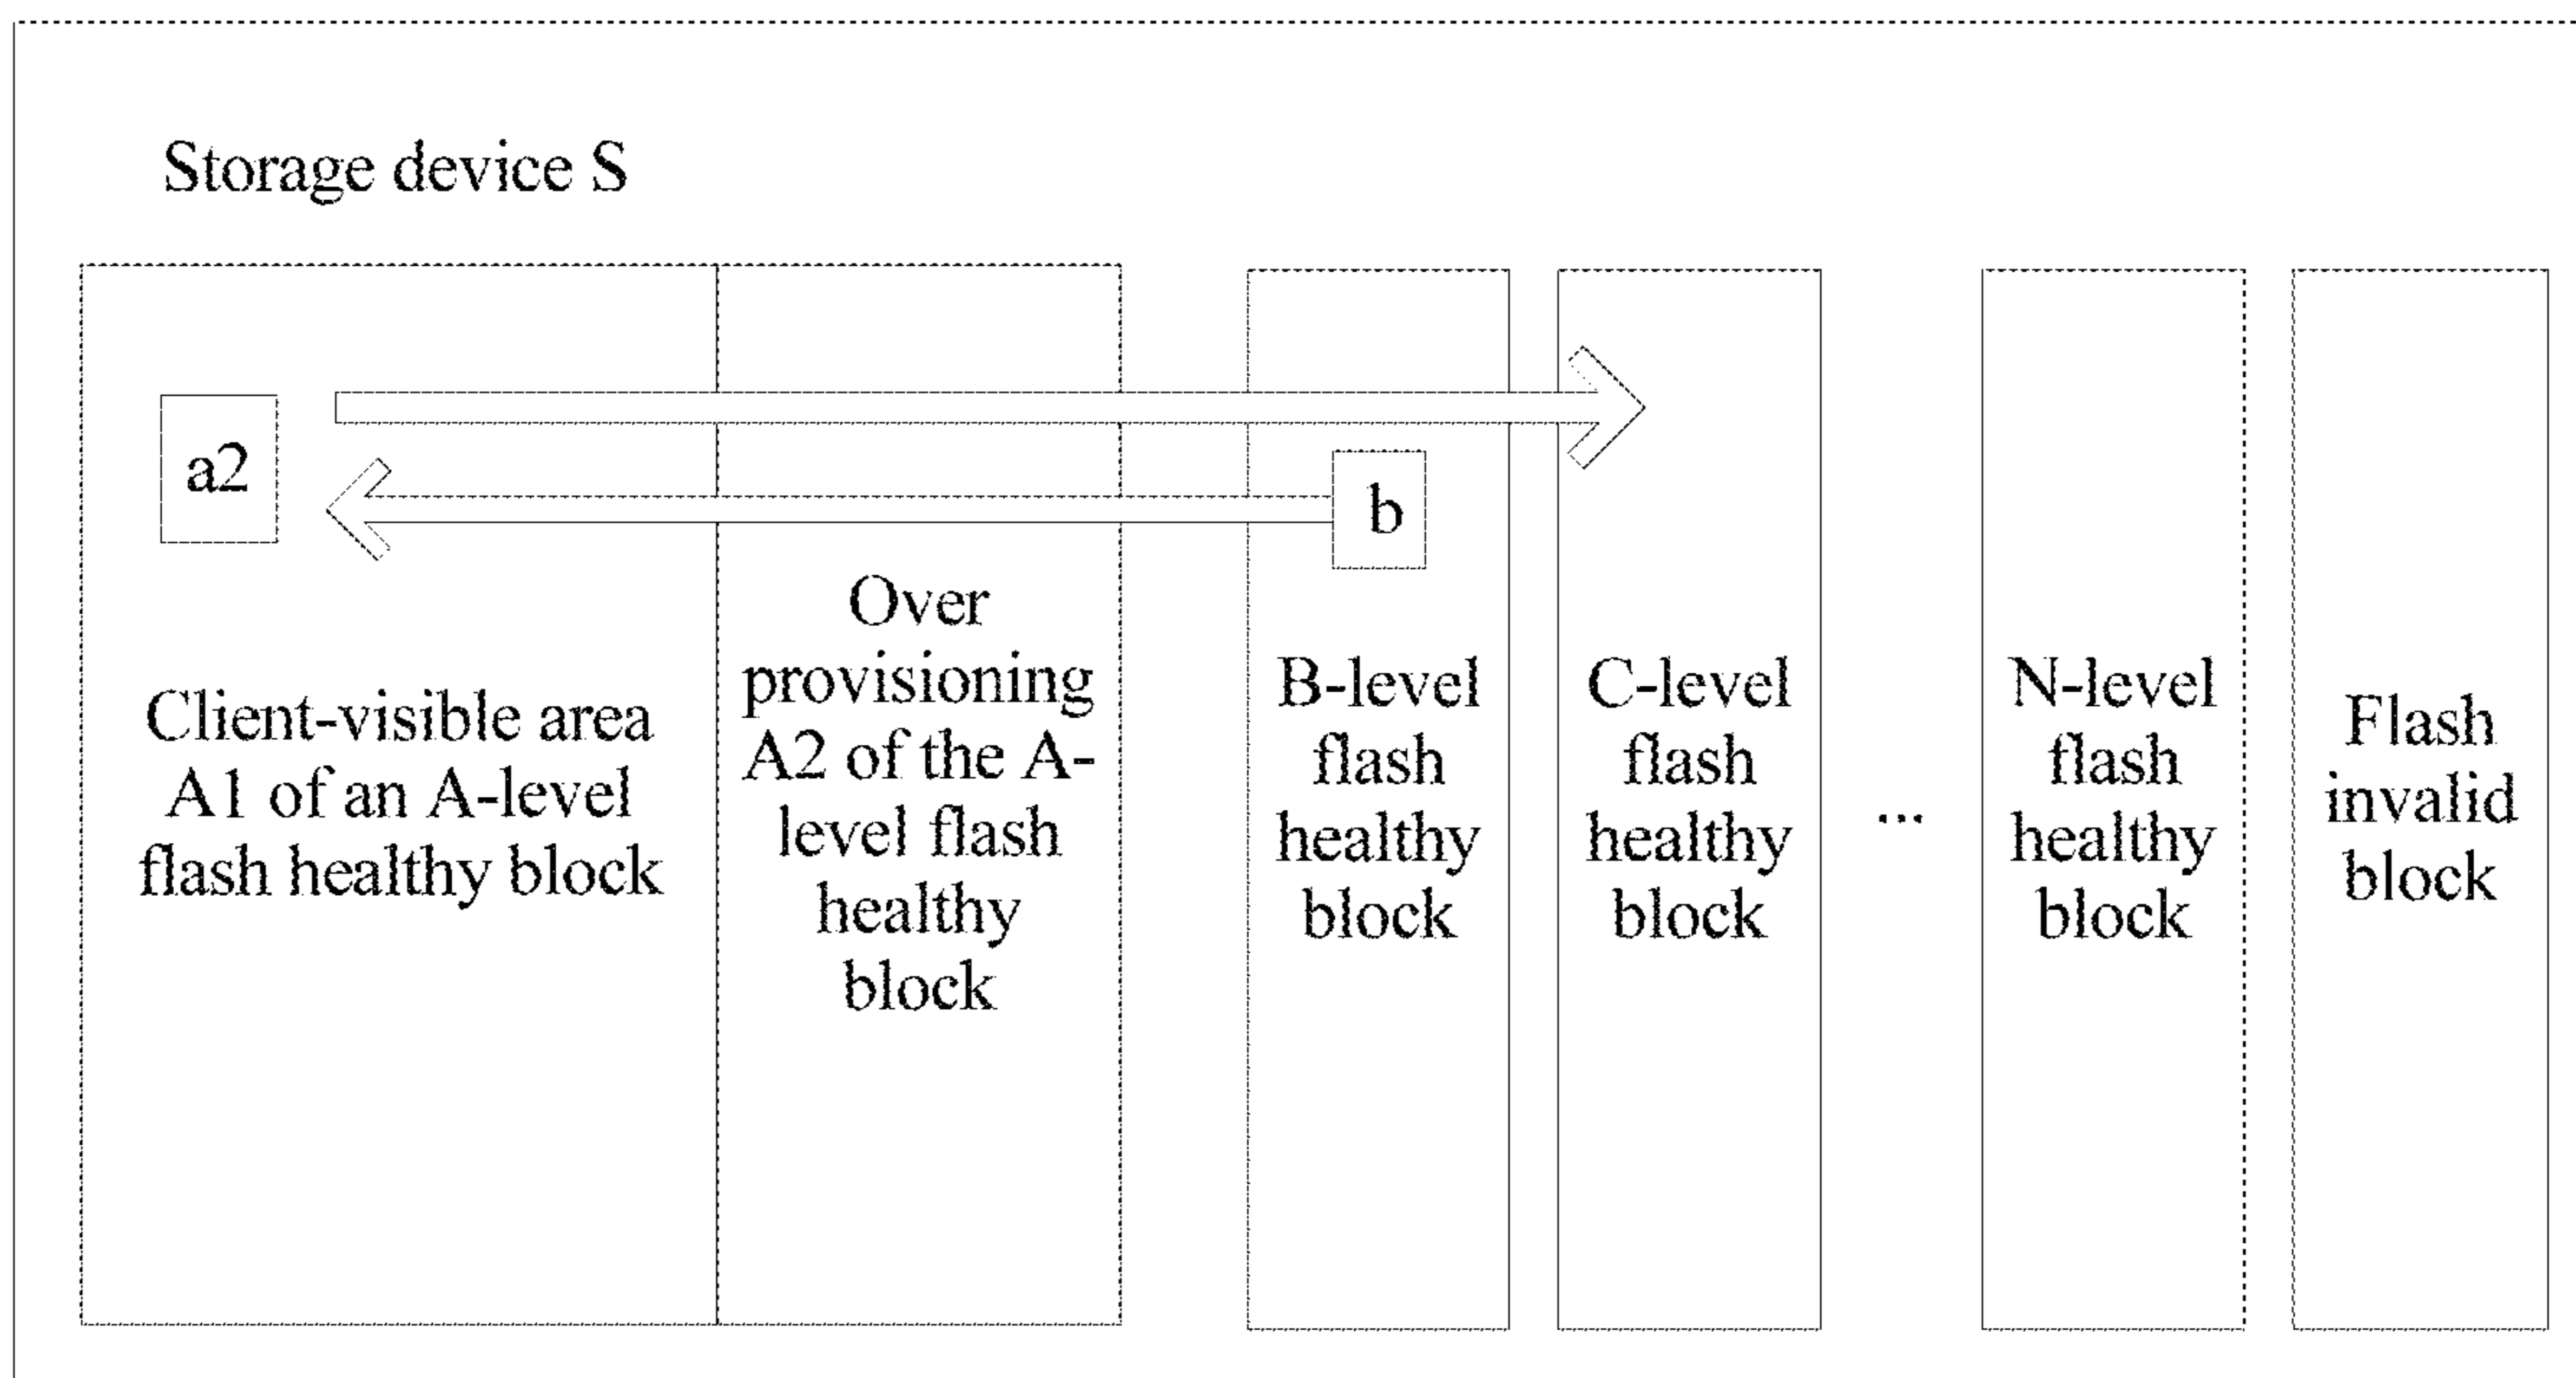 Storage device S
a2
b
Client-visible area
A1 of an A-level
flash healthy block
Over
provisioning
A2 of the A-
level flash
healthy
block
B-level
flash
healthy
block
C-level
flash
healthy
block
...
N-level
flash
healthy
block
Flash
invalid
block